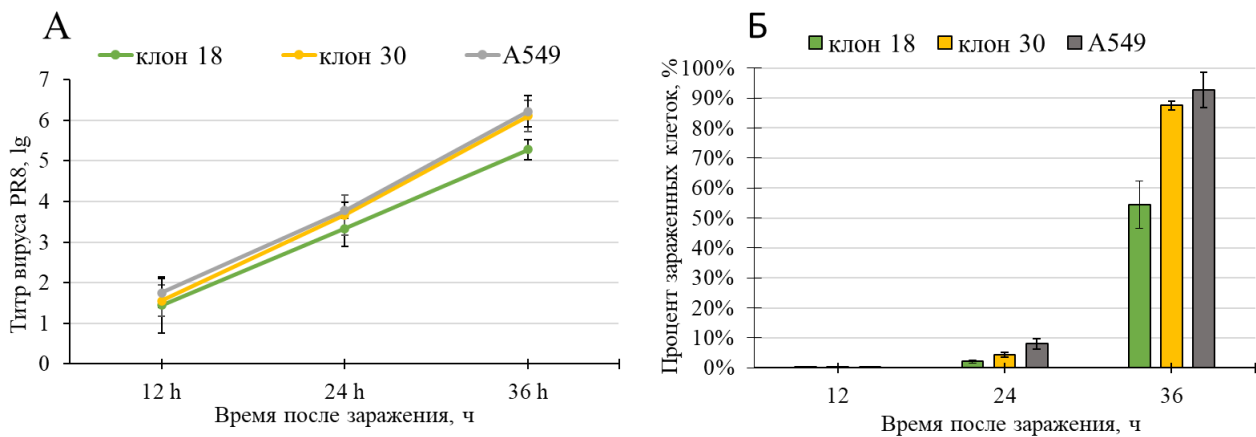 А
клон 18
клон 30
A549
7
6
5
4
3
2
1
0
Титр вируса PR8, lg
12 h
24 h
36 h
Время после заражения, ч
Б
клон 18
клон 30
A549
100%
90%
80%
70%
60%
50%
40%
30%
20%
10%
0%
Процент зараженных клеток, %
12
24
36
Время после заражения, ч